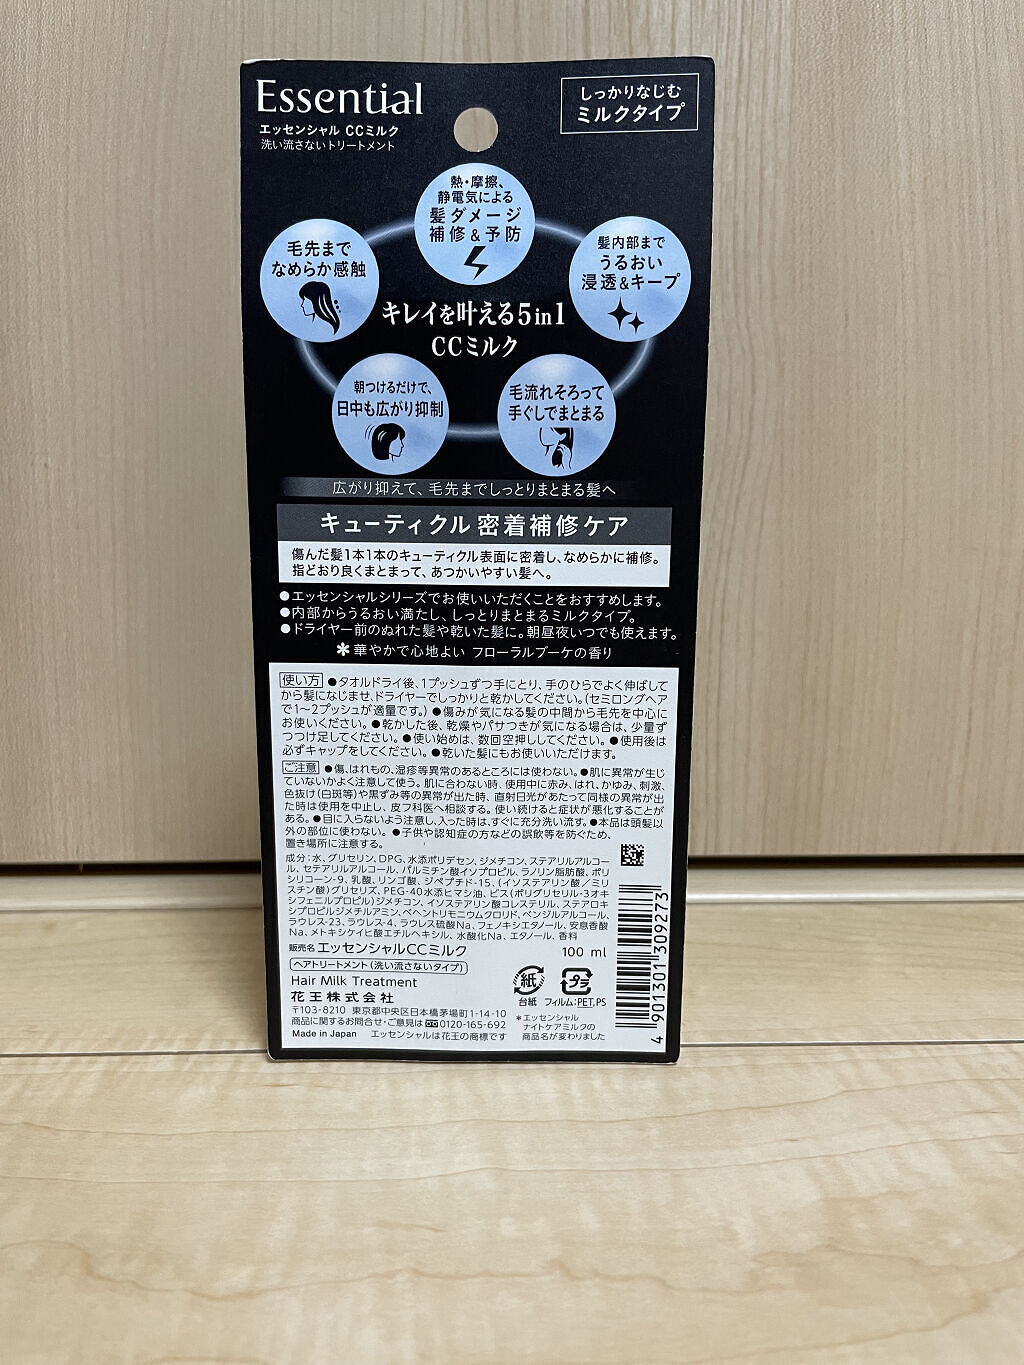 Essential
エッセンシャル CCミルク
洗い流さないトリートメント
しっかりなじむ
ミルクタイプ
熱・摩擦、
静電気による
髪ダメージ
補修&予防
毛先まで
なめらか感触
髪内部まで
うるおい
浸透&キープ
キレイを叶える5in1
CCミルク
朝つけるだけで、
日中も広がり抑制
毛流れそろって
手ぐしでまとまる
広がり抑えて、毛先までしっとりまとまる髪へ
キューティクル 密着補修ケア
傷んだ髪1本1本のキューティクル表面に密着し、なめらかに補修。
指どおり良くまとまって、あつかいやすい髪へ。
●エッセンシャルシリーズでお使いいただくことをおすすめします。
●内部からうるおい満たし、しっとりまとまるミルクタイプ。
●ドライヤー前のぬれた髪や乾いた髪に。朝昼夜いつでも使えます。
✽華やかで心地よい フローラルブーケの香り
使い方 ●タオルドライ後、1プッシュずつ手にとり、手のひらでよく伸ばして
から髪になじませ、ドライヤーでしっかりと乾かしてください。(セミロングヘア
で1〜2プッシュが適量です。) ●傷みが気になる髪の中間から毛先を中心に
お使いください。●乾かした後、乾燥やパサつきが気になる場合は、少量ず
つつけ足してください。●使い始めは、数回空押ししてください。●使用後は
必ずキャップをしてください。●乾いた髪にもお使いいただけます。
ご注意 ●傷、はれもの、湿疹等異常のあるところには使わない。●肌に異常が生じ
ていないかよく注意して使う。肌に合わない時、使用中に赤み、はれ、かゆみ、刺激、
色抜け(白斑等)や黒ずみ等の異常が出た時、直射日光があたって同様の異常が出
た時は使用を中止し、皮フ科医へ相談する。使い続けると症状が悪化することが
ある。●目に入らないよう注意し、入った時は、すぐに充分洗い流す。●本品は頭髪以
外の部位に使わない。●子供や認知症の方などの誤飲等を防ぐため、
置き場所に注意する。
成分:水、グリセリン、DPG、水添ポリデセン、ジメチコン、ステアリルアルコー
ル、セテアリルアルコール、パルミチン酸イソプロピル、ラノリン脂肪酸、ポリ
シリコーン-9、乳酸、リンゴ酸、ジペプチド-15、(イソステアリン酸/ミリ
スチン酸)グリセリズ、PEG-40水添ヒマシ油、ビス(ポリグリセリル-3オキ
シフェニルプロピル)ジメチコン、イソステアリン酸コレステリル、ステアロキ
シプロピルジメチルアミン、ベヘントリモニウムクロリド、ベンジルアルコール、
ラウレス-23、ラウレス-4、ラウレス硫酸Na、フェノキシエタノール、安息香酸
Na、メトキシケイヒ酸エチルヘキシル、水酸化Na、エタノール、香料
販売名 エッセンシャルCCミルク 100 ml
ヘアトリートメント(洗い流さないタイプ)
Hair Milk Treatment
花王株式会社
〒103-8210 東京都中央区日本橋茅場町1-14-10
商品に関するお問合せ・ご意見は 0120-165-692
Made in Japan エッセンシャルは花王の商標です
紙
台紙
プラ
フィルム:PET,PS
*エッセンシャル
ナイトケアミルクの
商品名が変わりました
4 901301 309273